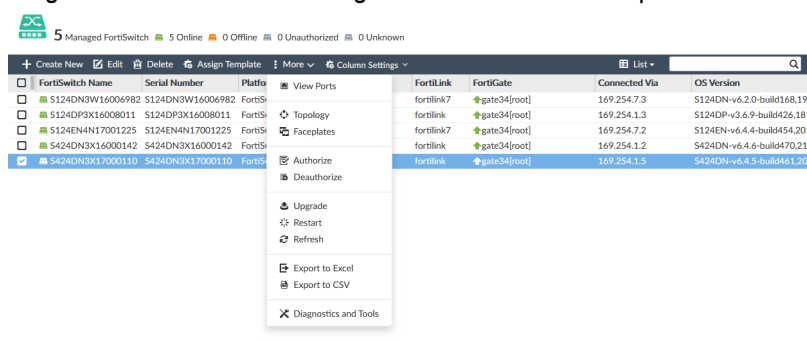 5 Managed FortiSwitch 5 Online 0 Offline 0 Unauthorized 0 Unknown
Create New Edit Delete Assign Template More Column Settings List
FortiSwitch Name Serial Number Platfo FortiLink FortiGate Connected Via OS Version
S124DN3W16006982 S124DN3W16006982 FortiS fortilink7 gate34[root] 169.254.7.3 S124DN-v6.2.0-build168,19
S124DP3X16008011 S124DP3X16008011 FortiS fortilink gate34[root] 169.254.1.3 S124DP-v3.6.9-build426,18
S124EN4N17001225 S124EN4N17001225 FortiS fortilink7 gate34[root] 169.254.7.2 S124EN-v6.4.4-build454,20
S424DN3X16000142 S424DN3X16000142 FortiS fortilink gate34[root] 169.254.1.2 S424DN-v6.4.6-build470,21
S424DN3X17000110 S424DN3X17000110 FortiS fortilink gate34[root] 169.254.1.5 S424DN-v6.4.5-build461,20
View Ports
Topology
Faceplates
Authorize
Deauthorize
Upgrade
Restart
Refresh
Export to Excel
Export to CSV
Diagnostics and Tools